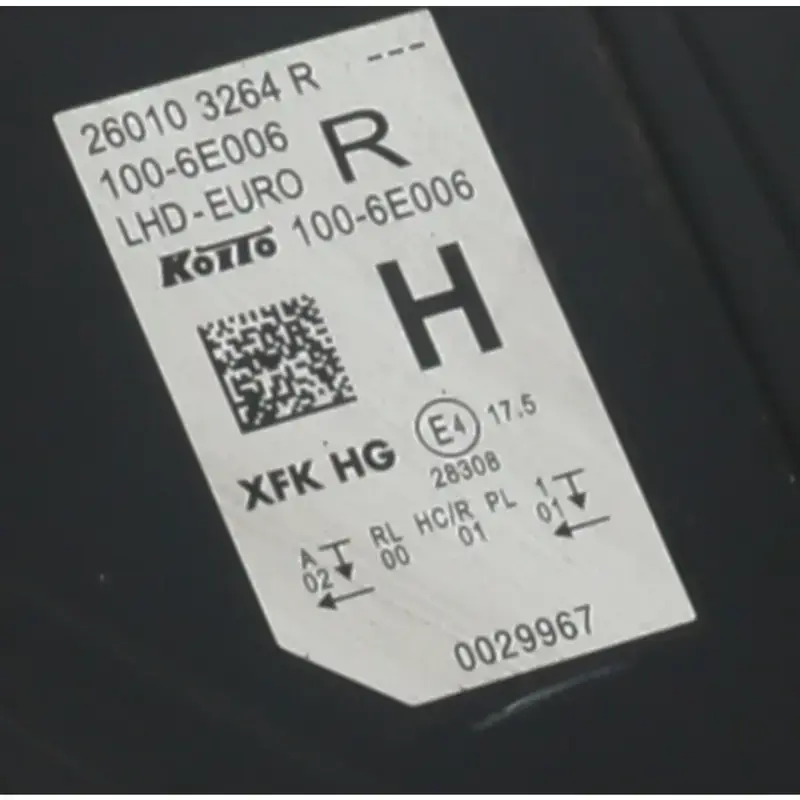 26010 3264 R ---
100-6E006 R
LHD-EURO
KOITO 100-6E006
H
E4 17.5
XFK HG 28308
A RL HC/R PL 1
02 00 01 01
0029967